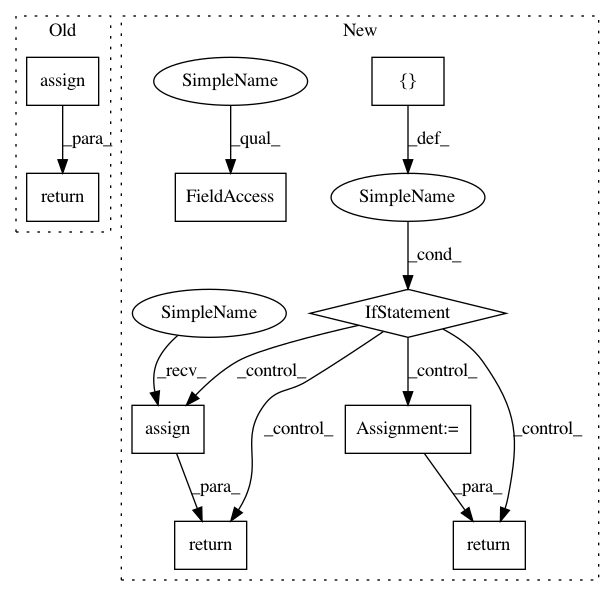 Old
New
assign
SimpleName
{}
_para_
_qual_
_def_
return
FieldAccess
SimpleName
_cond_
SimpleName
IfStatement
_recv_
_control_
_control_
_control_
_control_
assign
Assignment:=
_para_
_para_
return
return